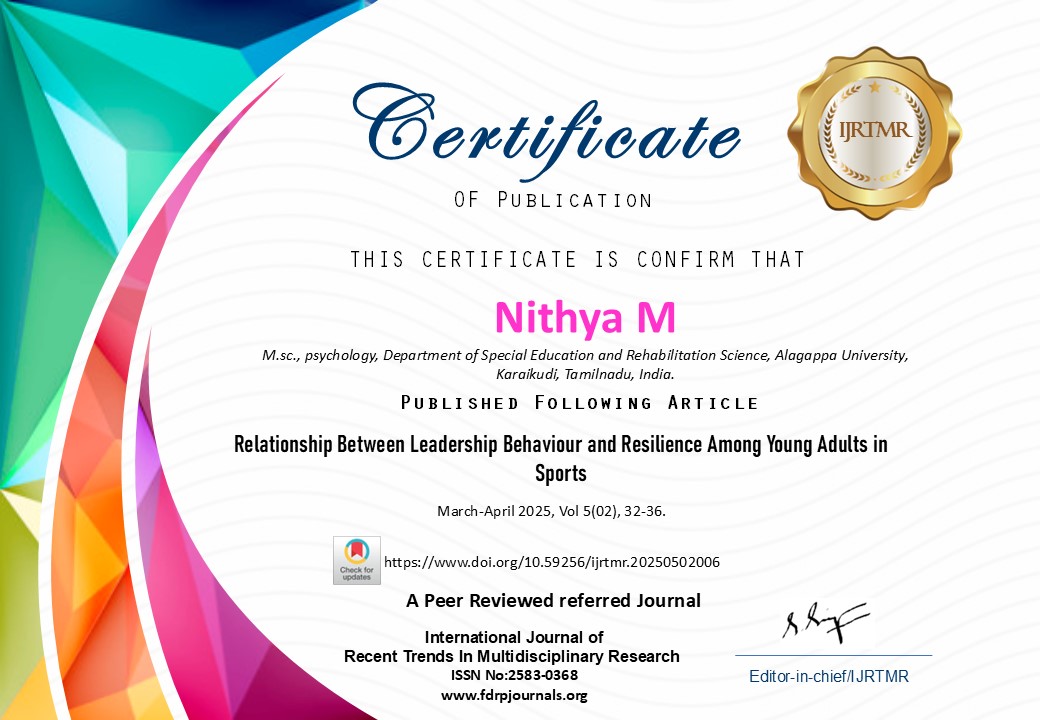 Certificate
OF PUBLICATION
IJRTMR
THIS CERTIFICATE IS CONFIRM THAT
Nithya M
M.sc., psychology, Department of Special Education and Rehabilitation Science, Alagappa University,
Karaikudi, Tamilnadu, India.
PUBLISHED FOLLOWING ARTICLE
Relationship Between Leadership Behaviour and Resilience Among Young Adults in
Sports
March-April 2025, Vol 5(02), 32-36.
Check for
updates
https://www.doi.org/10.59256/ijrtmr.20250502006
A Peer Reviewed referred Journal
International Journal of
Recent Trends In Multidisciplinary Research
ISSN No:2583-0368
www.fdrpjournals.org
Editor-in-chief/IJRTMR